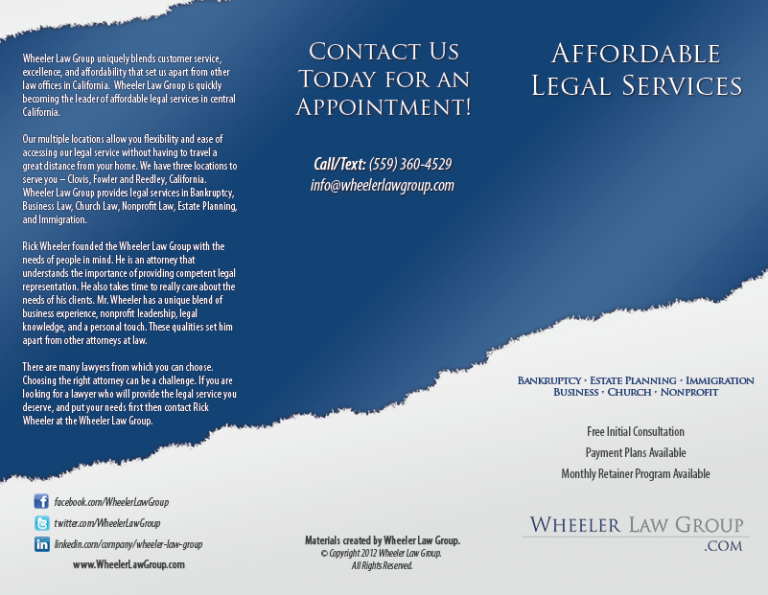 Wheeler Law Group uniquely blends customer service,
excellence, and affordability that set us apart from other
law offices in California. Wheeler Law Group is quickly
becoming the leader of affordable legal services in central
California.
Our multiple locations allow you flexibility and ease of
accessing our legal service without having to travel a
great distance from your home. We have three locations to
serve you – Clovis, Fowler and Reedley, California.
Wheeler Law Group provides legal services in Bankruptcy,
Business Law, Church Law, Nonprofit Law, Estate Planning,
and Immigration.
Rick Wheeler founded the Wheeler Law Group with the
needs of people in mind. He is an attorney that
understands the importance of providing competent legal
representation. He also takes time to really care about the
needs of his clients. Mr. Wheeler has a unique blend of
business experience, nonprofit leadership, legal
knowledge, and a personal touch. These qualities set him
apart from other attorneys at law.
There are many lawyers from which you can choose.
Choosing the right attorney can be a challenge. If you are
looking for a lawyer who will provide the legal service you
deserve, and put your needs first then contact Rick
Wheeler at the Wheeler Law Group.
facebook.com/WheelerLawGroup
twitter.com/WheelerLawGroup
linkedin.com/company/wheeler-law-group
www.WheelerLawGroup.com
Contact Us
Today for an
Appointment!
Call/Text: (559) 360-4529
info@wheelerlawgroup.com
Materials created by Wheeler Law Group.
© Copyright 2012 Wheeler Law Group.
All Rights Reserved.
Affordable
Legal Services
Bankruptcy · Estate Planning · Immigration
Business · Church · Nonprofit
Free Initial Consultation
Payment Plans Available
Monthly Retainer Program Available
Wheeler Law Group
.com